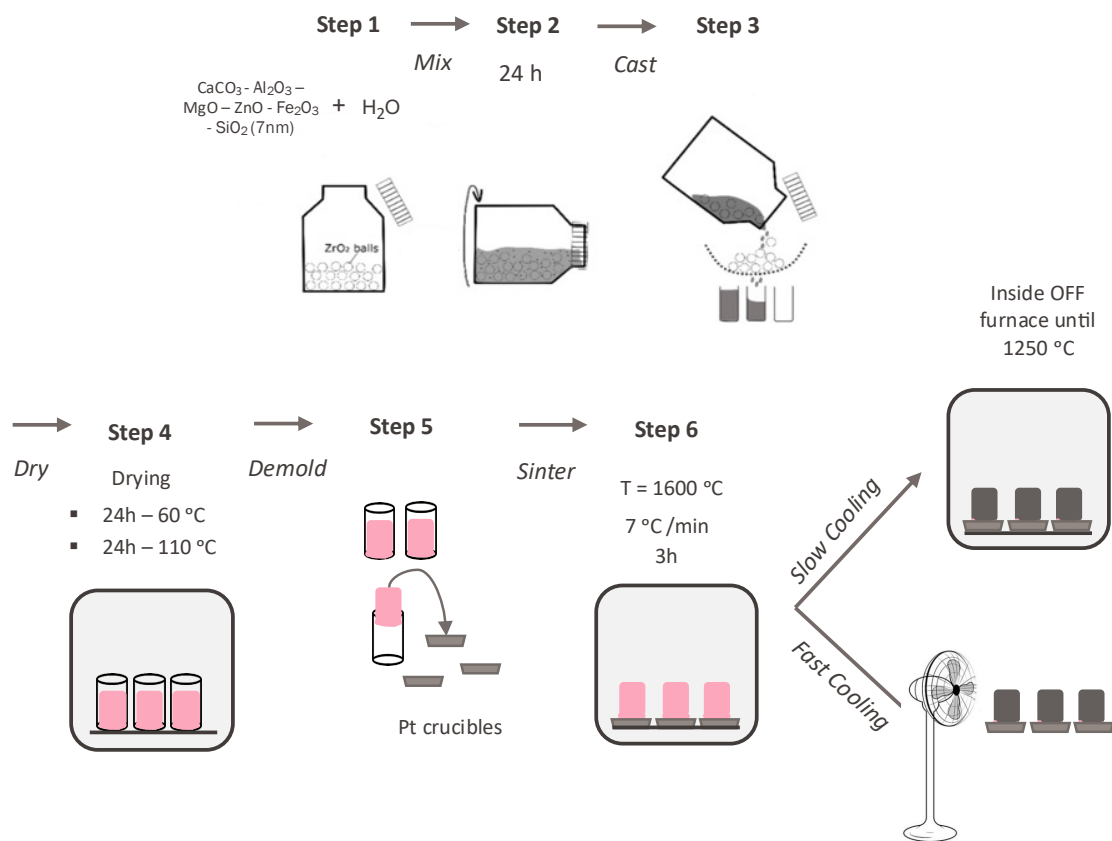 Step 1
Mix
Step 2
24 h
Cast
Step 3
CaCO₃ - Al₂O₃ –
MgO – ZnO - Fe₂O₃
- SiO₂ (7nm)
+ H₂O
ZrO₂ balls
Inside OFF
furnace until
1250 °C
Dry
Step 4
Drying
▪ 24h – 60 °C
▪ 24h – 110 °C
Demold
Step 5
Pt crucibles
Sinter
Step 6
T = 1600 °C
7 °C /min
3h
Slow Cooling
Fast Cooling